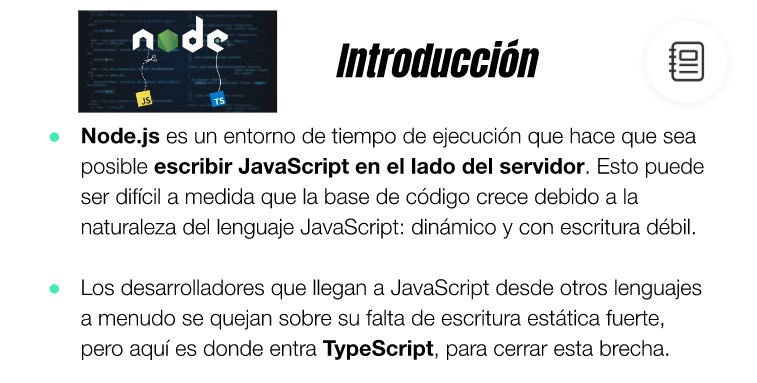 node
JS
TS
Introducción
Node.js es un entorno de tiempo de ejecución que hace que sea
posible escribir JavaScript en el lado del servidor. Esto puede
ser difícil a medida que la base de código crece debido a la
naturaleza del lenguaje JavaScript: dinámico y con escritura débil.
Los desarrolladores que llegan a JavaScript desde otros lenguajes
a menudo se quejan sobre su falta de escritura estática fuerte,
pero aquí es donde entra TypeScript, para cerrar esta brecha.